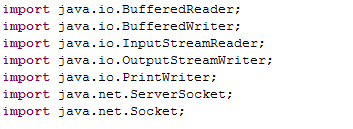 import java.io.BufferedReader;
import java.io.BufferedWriter;
import java.io.InputStreamReader;
import java.io.OutputStreamWriter;
import java.io.PrintWriter;
import java.net.ServerSocket;
import java.net.Socket;